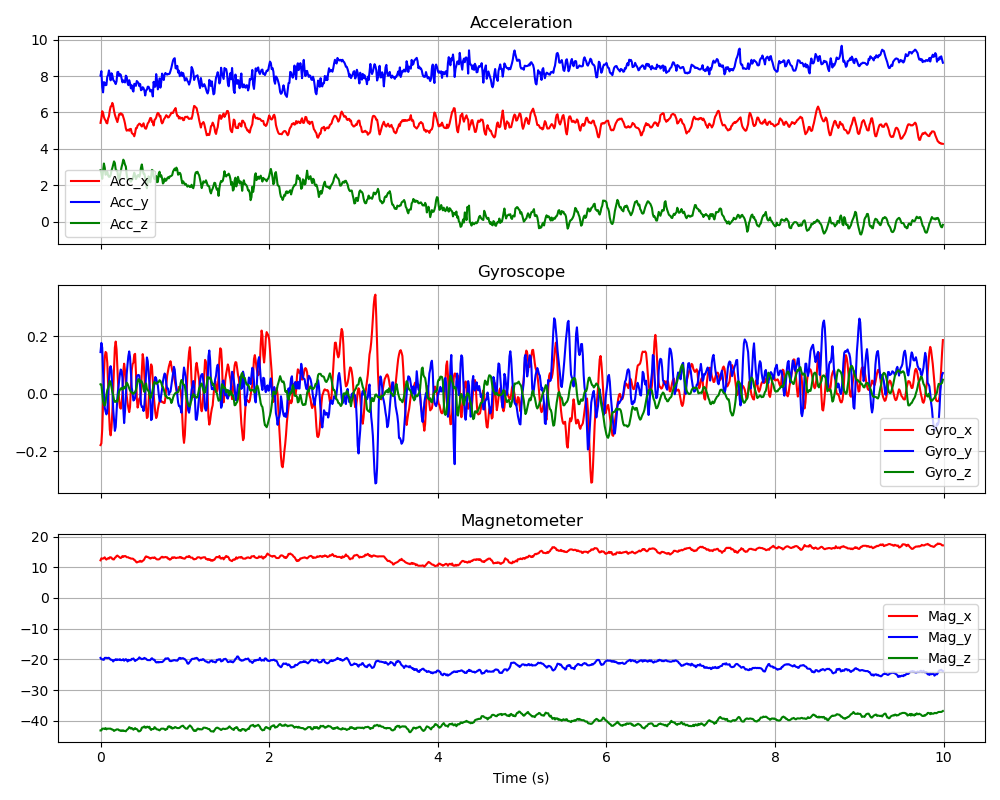 Acceleration
10
8
6
4
2
0
Acc_x
Acc_y
Acc_z
Gyroscope
0.2
0.0
−0.2
Gyro_x
Gyro_y
Gyro_z
Magnetometer
20
10
0
−10
−20
−30
−40
Mag_x
Mag_y
Mag_z
0 2 4 6 8 10
Time (s)